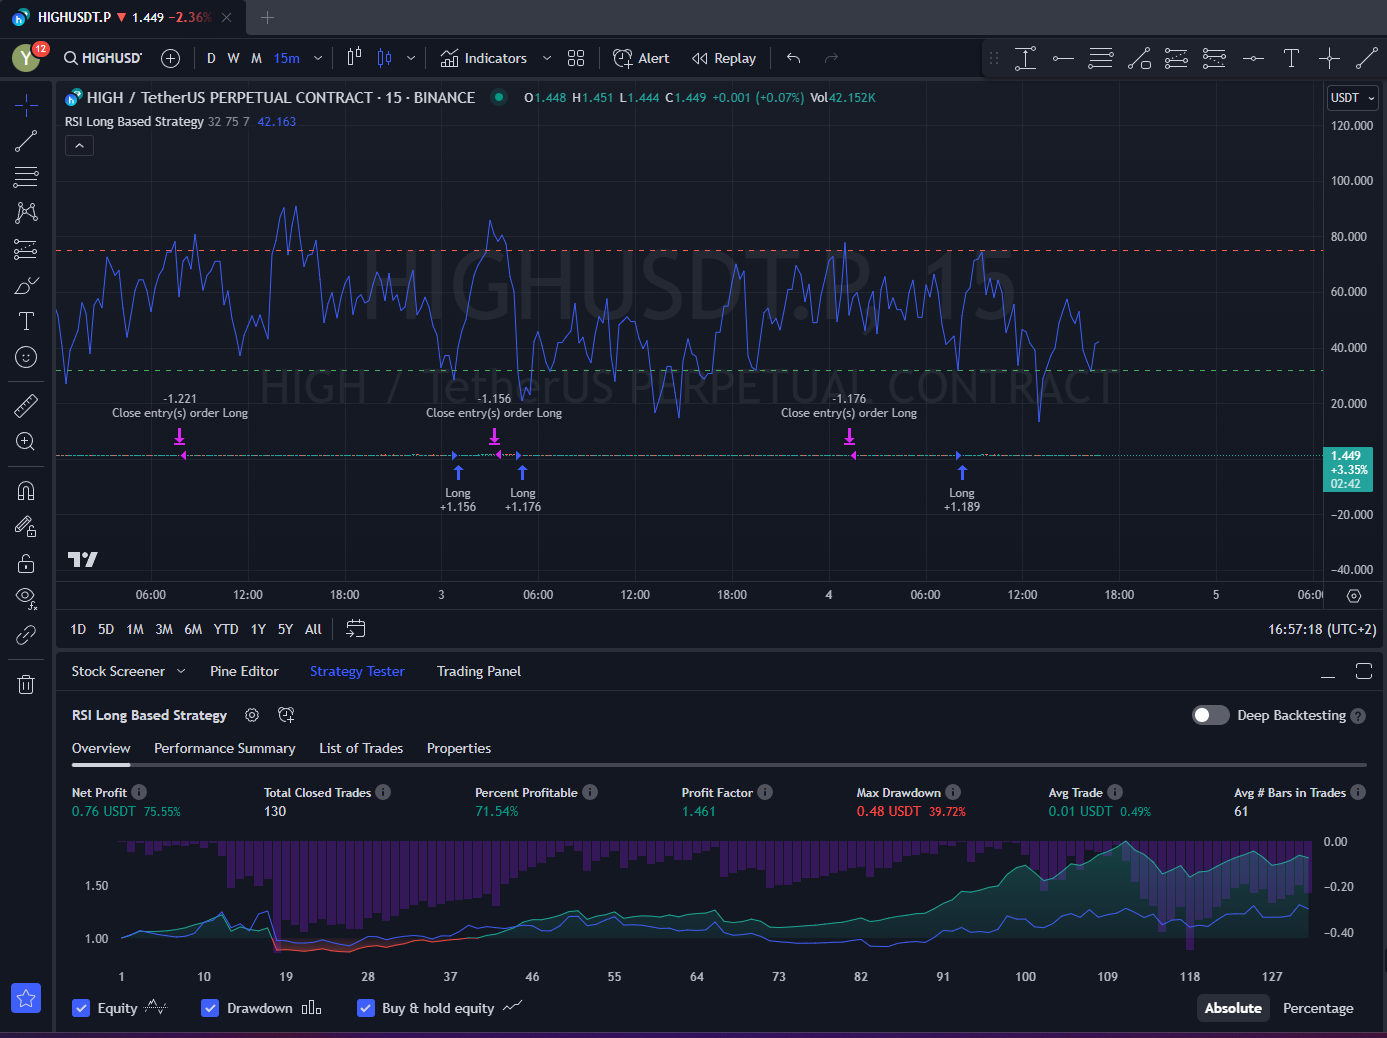 HIGHUSDT.P ▼ 1.449 −2.36%
Y 12 HIGHUSDT D W M 15m Indicators Alert Replay
HIGH / TetherUS PERPETUAL CONTRACT · 15 · BINANCE O1.448 H1.451 L1.444 C1.449 +0.001 (+0.07%) Vol42.152K
USDT
RSI Long Based Strategy 32 75 7 42.163
120.000
100.000
80.000
60.000
40.000
20.000
HIGHUSDT.P, 15
HIGH / TetherUS PERPETUAL CONTRACT
-1.221
Close entry(s) order Long
-1.156
Close entry(s) order Long
-1.176
Close entry(s) order Long
1.449
+3.35%
02:42
Long
+1.156
Long
+1.176
Long
+1.189
−20.000
−40.000
06:00 12:00 18:00 3 06:00 12:00 18:00 4 06:00 12:00 18:00 5 06:00
1D 5D 1M 3M 6M YTD 1Y 5Y All 16:57:18 (UTC+2)
Stock Screener Pine Editor Strategy Tester Trading Panel
RSI Long Based Strategy Deep Backtesting
Overview Performance Summary List of Trades Properties
Net Profit Total Closed Trades Percent Profitable Profit Factor Max Drawdown Avg Trade Avg # Bars in Trades
0.76 USDT 75.55% 130 71.54% 1.461 0.48 USDT 39.72% 0.01 USDT 0.49% 61
1.50
1.00
0.00
−0.20
−0.40
1 10 19 28 37 46 55 64 73 82 91 100 109 118 127
Equity Drawdown Buy & hold equity Absolute Percentage